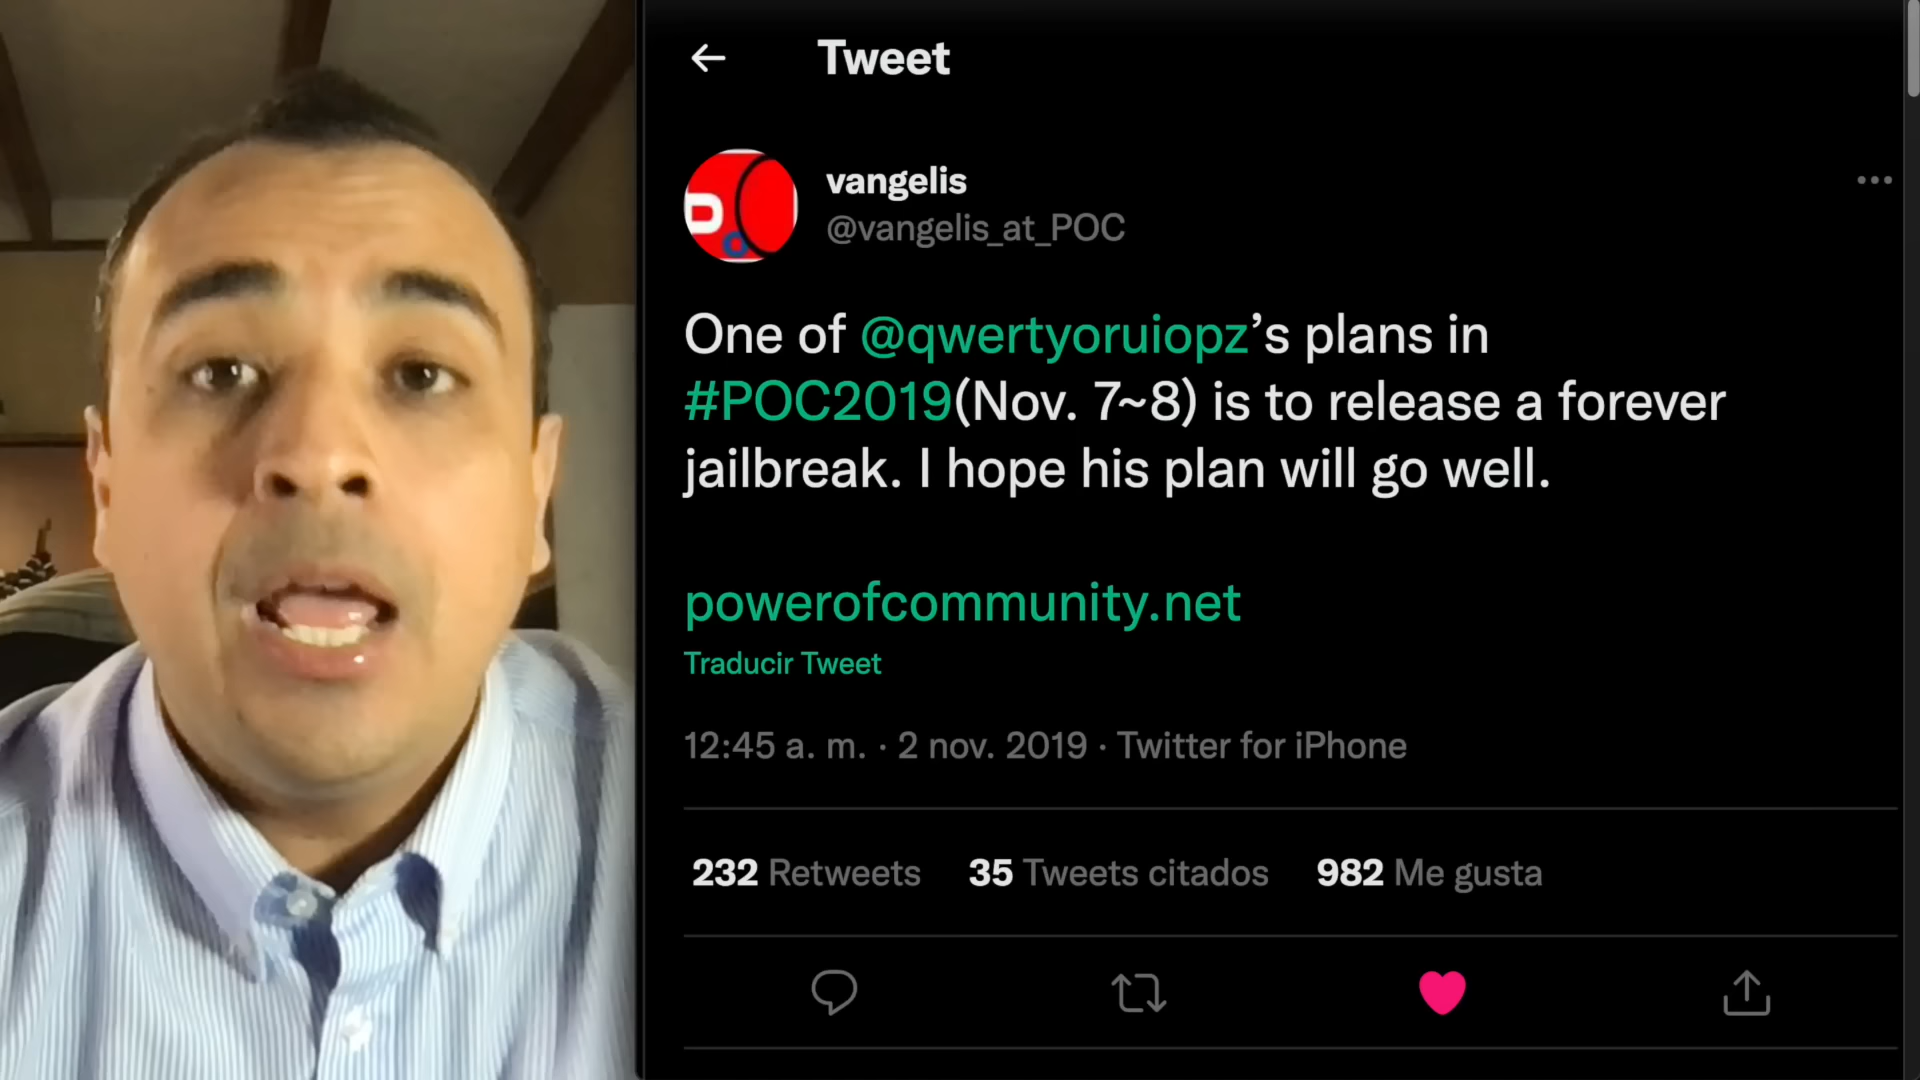 Tweet
vangelis
@vangelis_at_POC
One of @qwertyoruiopz’s plans in
#POC2019(Nov. 7~8) is to release a forever
jailbreak. I hope his plan will go well.
powerofcommunity.net
Traducir Tweet
12:45 a. m. · 2 nov. 2019 · Twitter for iPhone
232 Retweets 35 Tweets citados 982 Me gusta